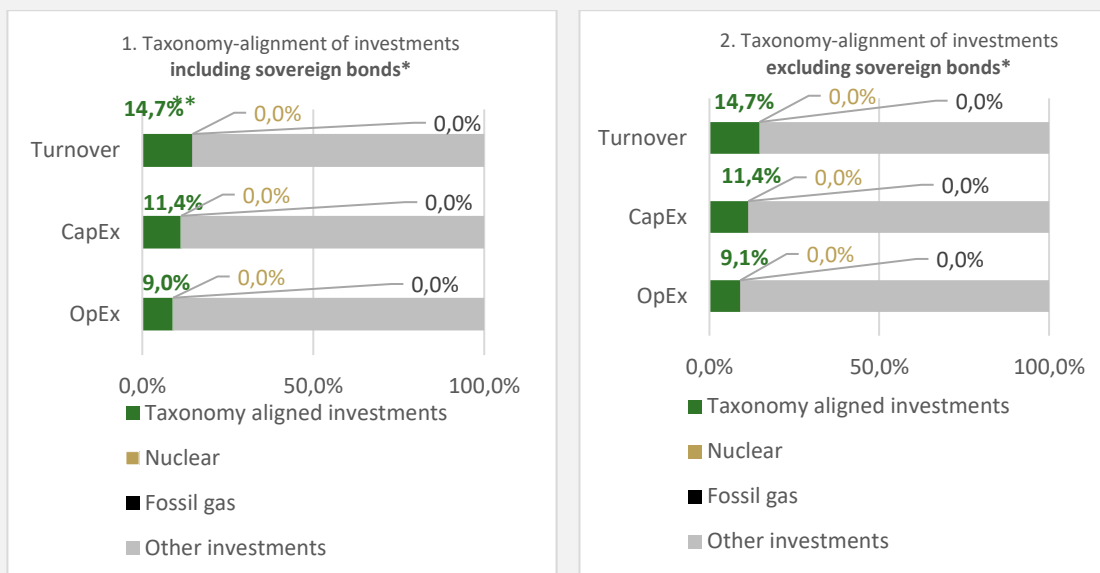 1. Taxonomy-alignment of investments
including sovereign bonds*
14,7%**
0,0%
0,0%
Turnover
11,4%
0,0%
0,0%
CapEx
9,0%
0,0%
0,0%
OpEx
0,0%
50,0%
100,0%
Taxonomy aligned investments
Nuclear
Fossil gas
Other investments
2. Taxonomy-alignment of investments
excluding sovereign bonds*
14,7%
0,0%
0,0%
Turnover
11,4%
0,0%
0,0%
CapEx
9,1%
0,0%
0,0%
OpEx
0,0%
50,0%
100,0%
Taxonomy aligned investments
Nuclear
Fossil gas
Other investments